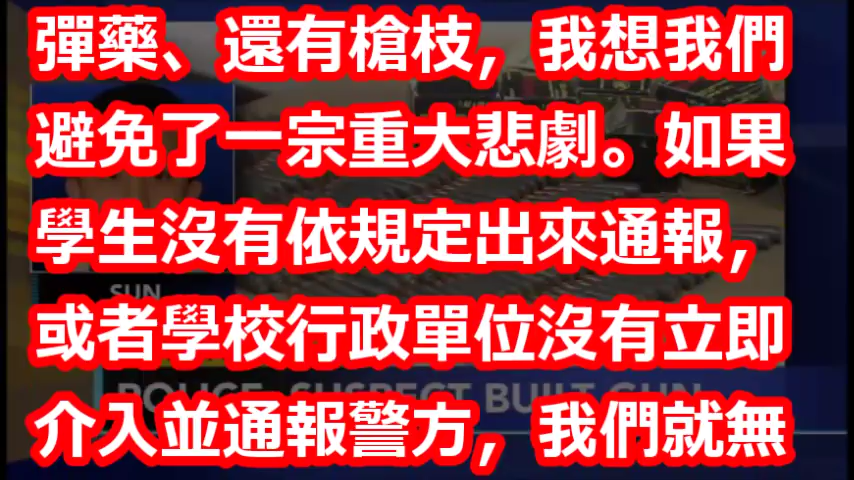 彈藥、還有槍枝，我想我們
避免了一宗重大悲劇。如果
學生沒有依規定出來通報，
SUN
或者學校行政單位沒有立即
POLICE: SUSPECT BUILT GUN
介入並通報警方，我們就無